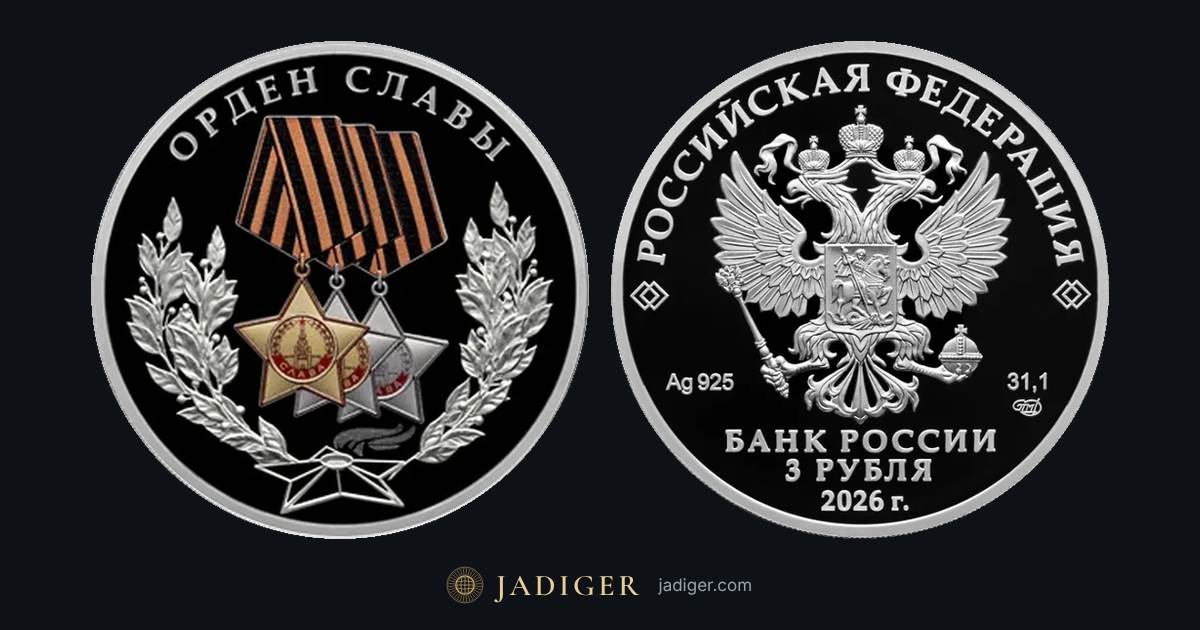 ОРДЕН СЛАВЫ
СЛАВА
РОССИЙСКАЯ ФЕДЕРАЦИЯ
Ag 925
31,1
БАНК РОССИИ
3 РУБЛЯ
2026 г.
JADIGER
jadiger.com